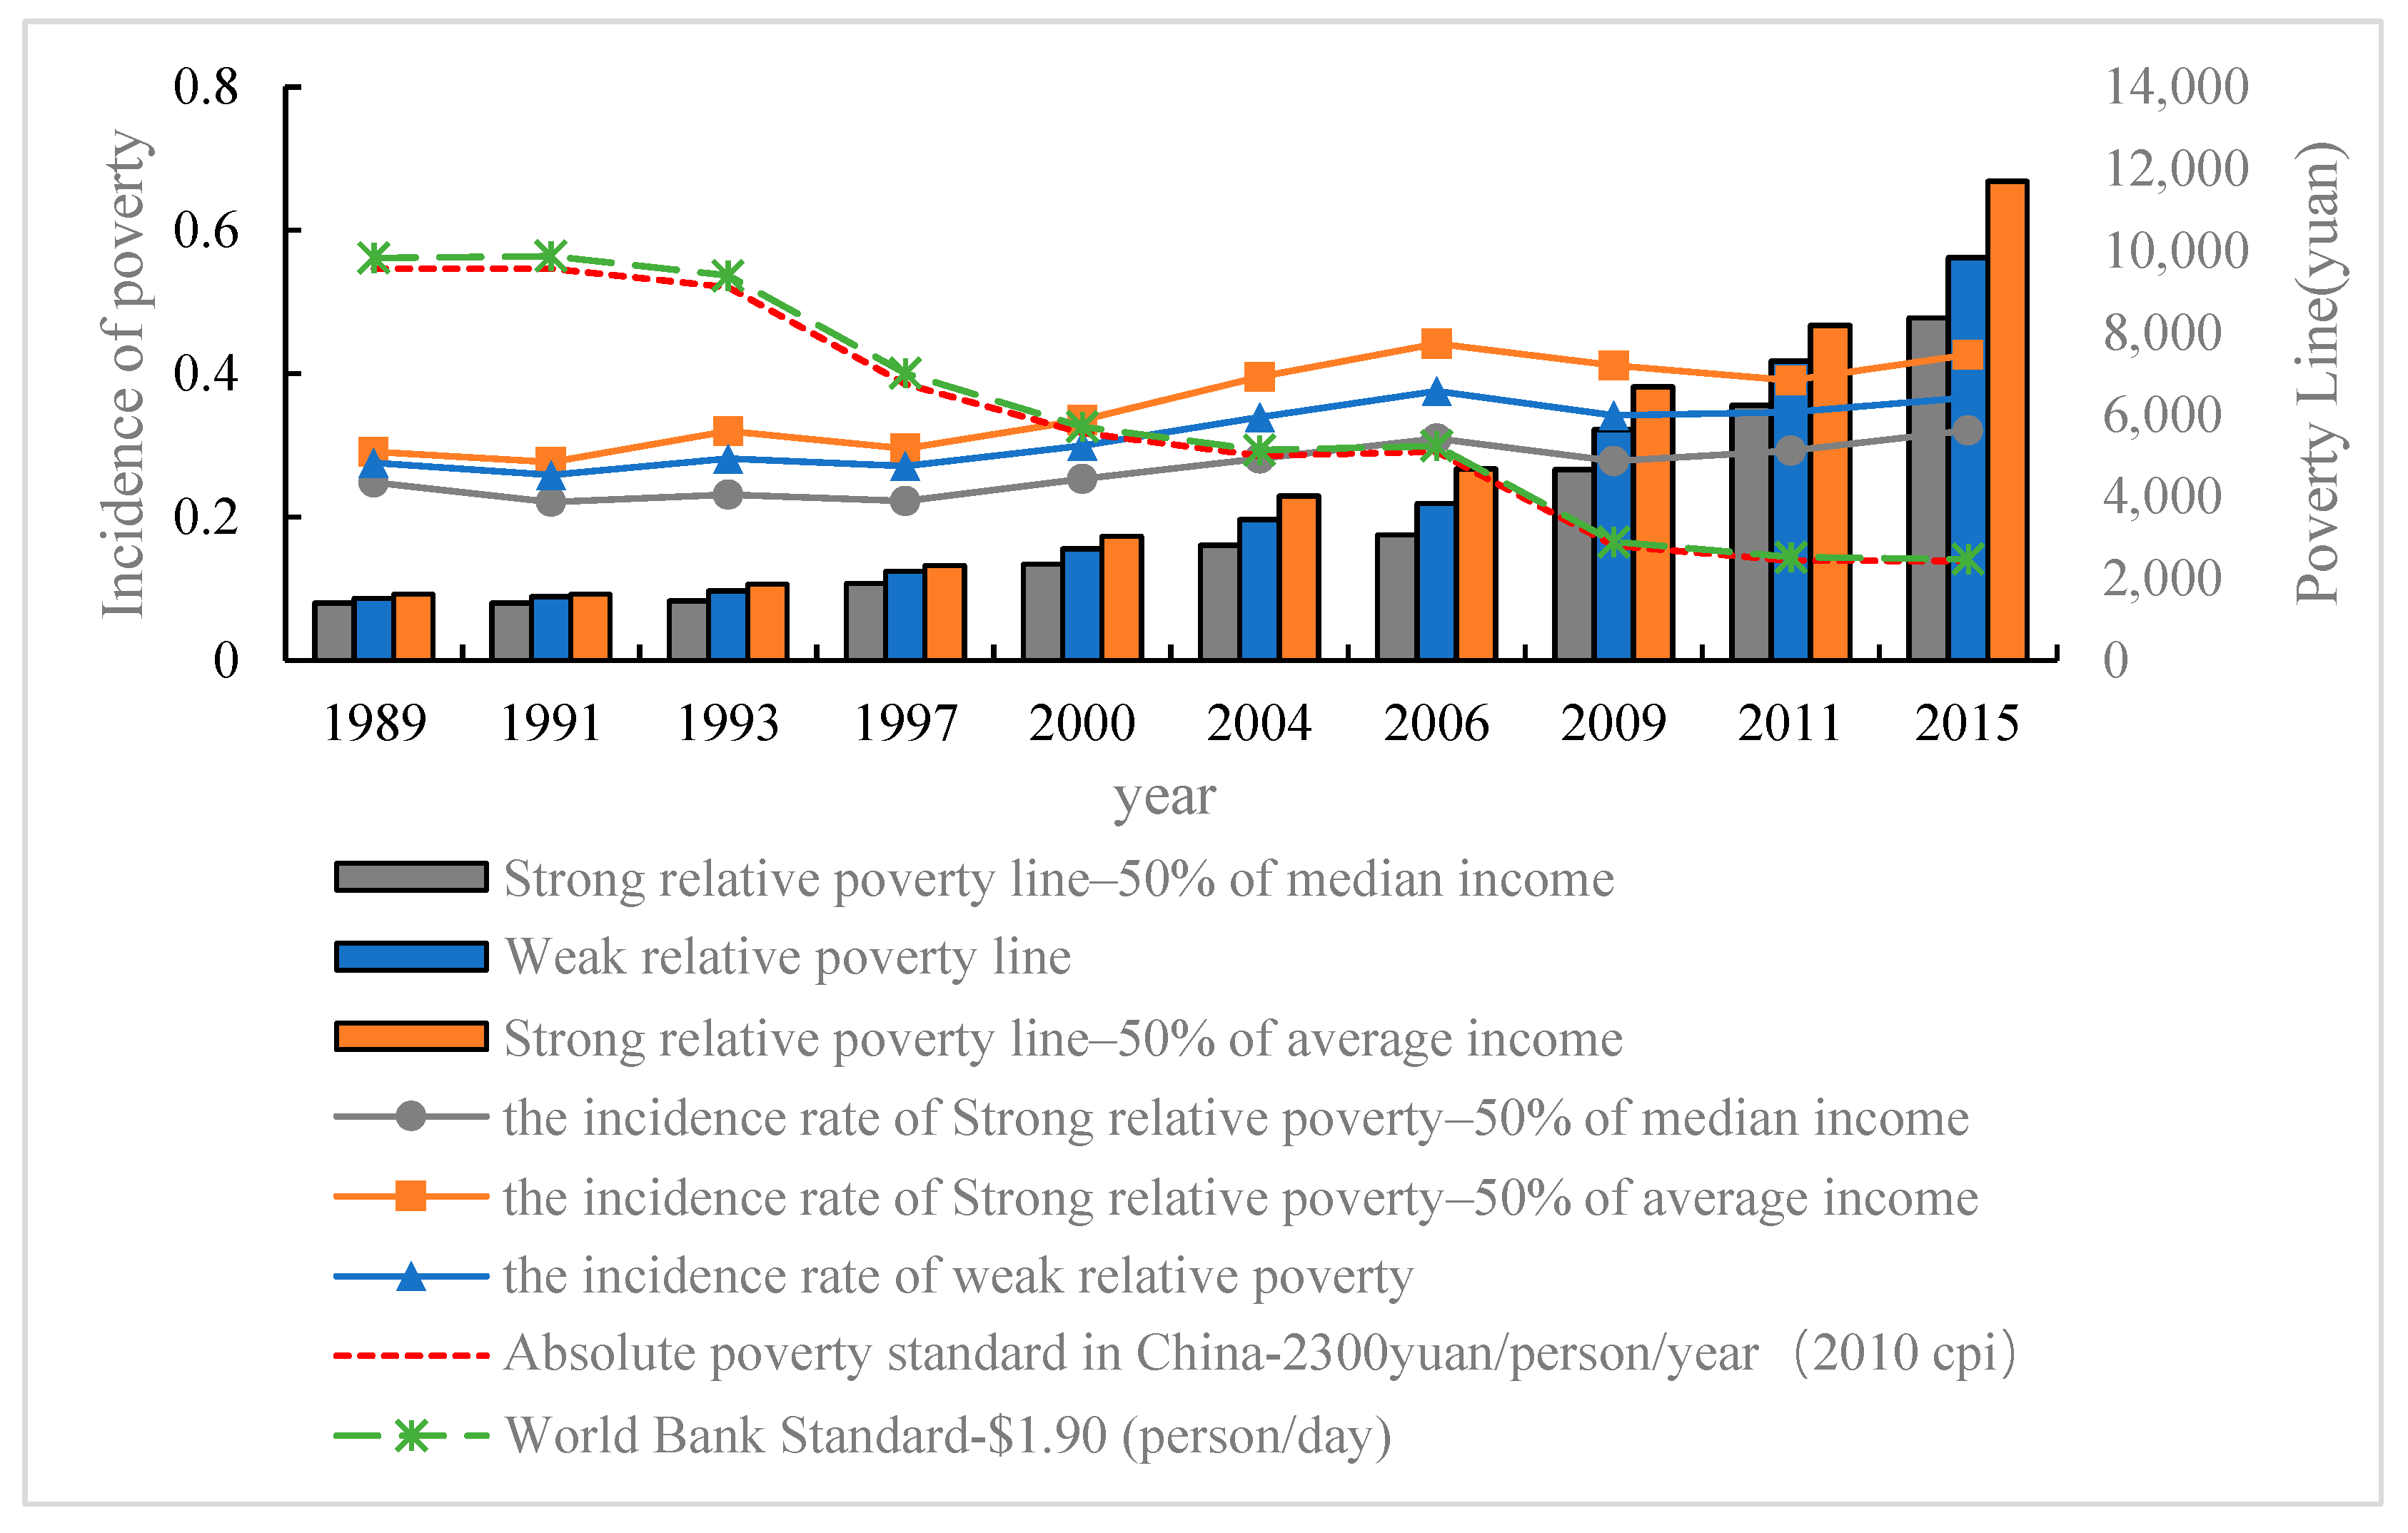 0.8
0.6
0.4
0.2
0
Incidence of poverty
14,000
12,000
10,000
8,000
6,000
4,000
2,000
0
Poverty Line(yuan)
1989 1991 1993 1997 2000 2004 2006 2009 2011 2015
year
Strong relative poverty line–50% of median income
Weak relative poverty line
Strong relative poverty line–50% of average income
the incidence rate of Strong relative poverty–50% of median income
the incidence rate of Strong relative poverty–50% of average income
the incidence rate of weak relative poverty
Absolute poverty standard in China-2300yuan/person/year（2010 cpi）
World Bank Standard-$1.90 (person/day)